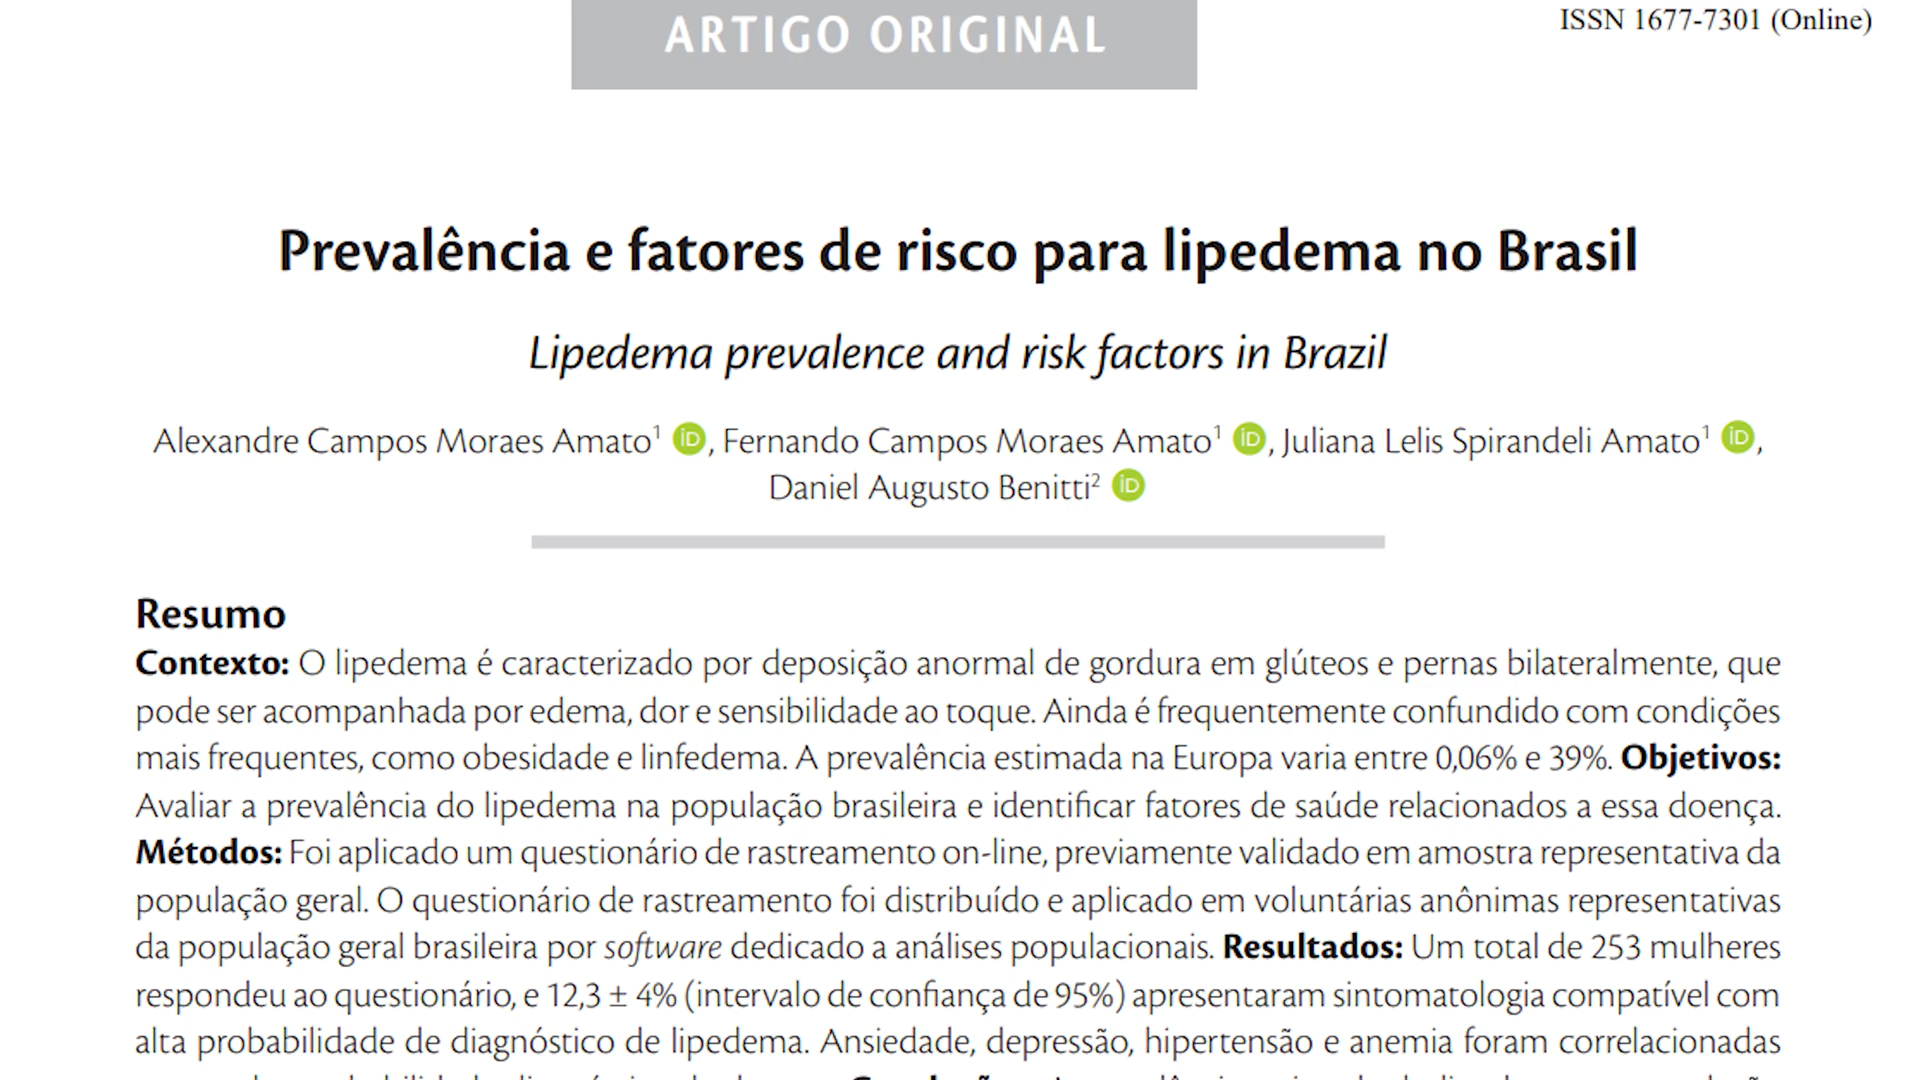 ARTIGO ORIGINAL
ISSN 1677-7301 (Online)
Prevalência e fatores de risco para lipedema no Brasil
Lipedema prevalence and risk factors in Brazil
Alexandre Campos Moraes Amato¹ iD, Fernando Campos Moraes Amato¹ iD, Juliana Lelis Spirandeli Amato¹ iD,
Daniel Augusto Benitti² iD
Resumo
Contexto: O lipedema é caracterizado por deposição anormal de gordura em glúteos e pernas bilateralmente, que
pode ser acompanhada por edema, dor e sensibilidade ao toque. Ainda é frequentemente confundido com condições
mais frequentes, como obesidade e linfedema. A prevalência estimada na Europa varia entre 0,06% e 39%. Objetivos:
Avaliar a prevalência do lipedema na população brasileira e identificar fatores de saúde relacionados a essa doença.
Métodos: Foi aplicado um questionário de rastreamento on-line, previamente validado em amostra representativa da
população geral. O questionário de rastreamento foi distribuído e aplicado em voluntárias anônimas representativas
da população geral brasileira por software dedicado a análises populacionais. Resultados: Um total de 253 mulheres
respondeu ao questionário, e 12,3 ± 4% (intervalo de confiança de 95%) apresentaram sintomatologia compatível com
alta probabilidade de diagnóstico de lipedema. Ansiedade, depressão, hipertensão e anemia foram correlacionadas